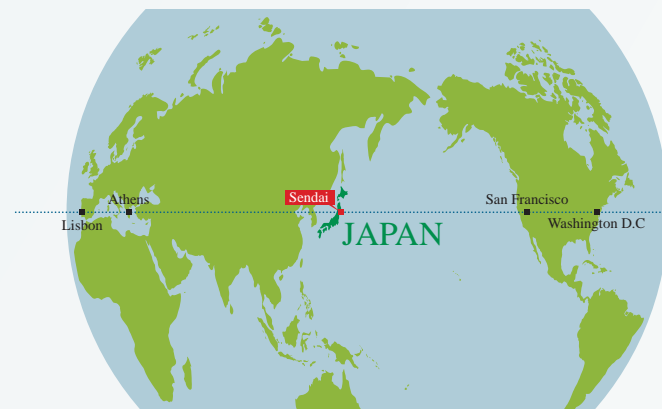 Sendai
Athens
San Francisco
Lisbon
Washington D.C
JAPAN